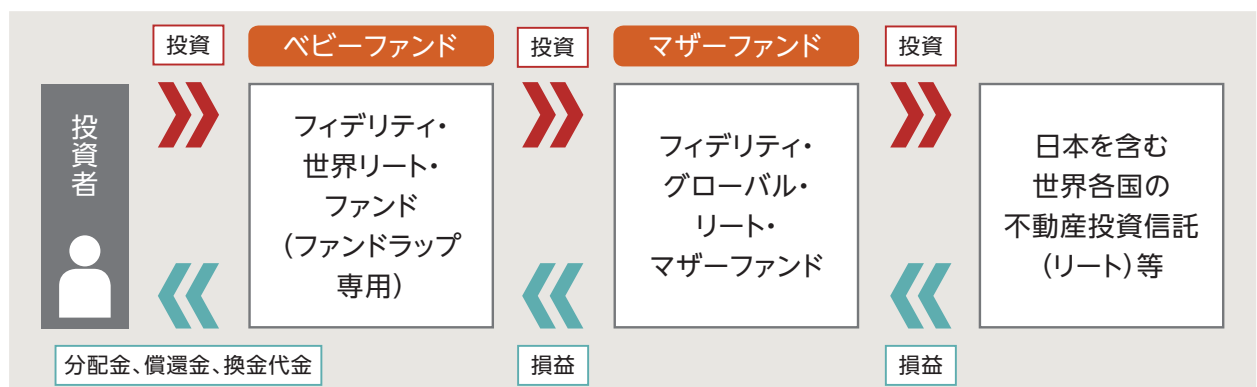 投資
ベビーファンド
投資
マザーファンド
投資
投資者
フィデリティ・
世界リート・
ファンド
(ファンドラップ
専用)
フィデリティ・
グローバル・
リート・
マザーファンド
日本を含む
世界各国の
不動産投資信託
(リート)等
分配金、償還金、換金代金
損益
損益